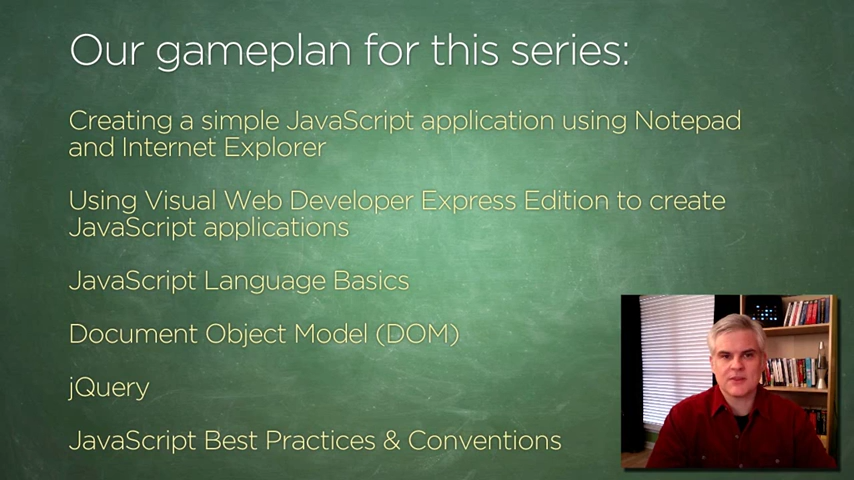 Our gameplan for this series:
Creating a simple JavaScript application using Notepad
and Internet Explorer
Using Visual Web Developer Express Edition to create
JavaScript applications
JavaScript Language Basics
Document Object Model (DOM)
jQuery
JavaScript Best Practices & Conventions